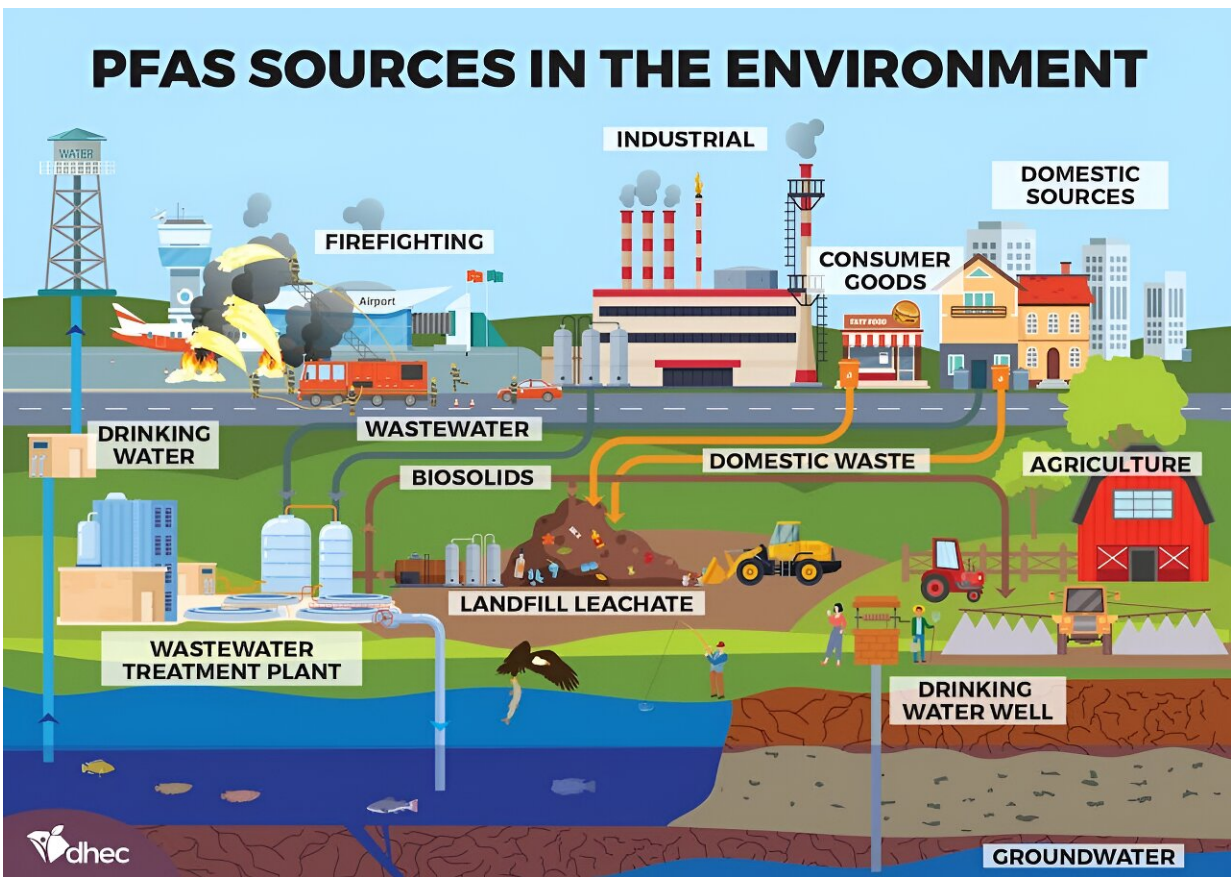 PFAS SOURCES IN THE ENVIRONMENT
WATER
INDUSTRIAL
DOMESTIC
SOURCES
FIREFIGHTING
CONSUMER
GOODS
Airport
FAST FOOD
DRINKING
WATER
WASTEWATER
BIOSOLIDS
DOMESTIC WASTE
AGRICULTURE
LANDFILL LEACHATE
WASTEWATER
TREATMENT PLANT
DRINKING
WATER WELL
dhec
GROUNDWATER